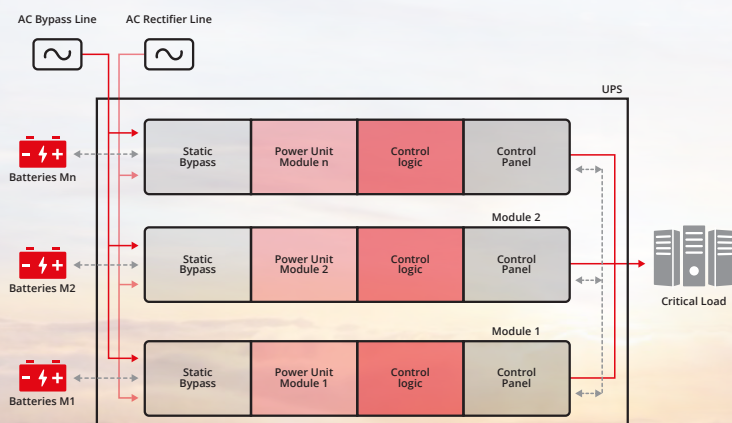 AC Bypass Line
AC Rectifier Line
UPS
Static
Bypass
Power Unit
Module n
Control
logic
Control
Panel
Batteries Mn
Module 2
Static
Bypass
Power Unit
Module 2
Control
logic
Control
Panel
Batteries M2
Critical Load
Module 1
Static
Bypass
Power Unit
Module 1
Control
logic
Control
Panel
Batteries M1